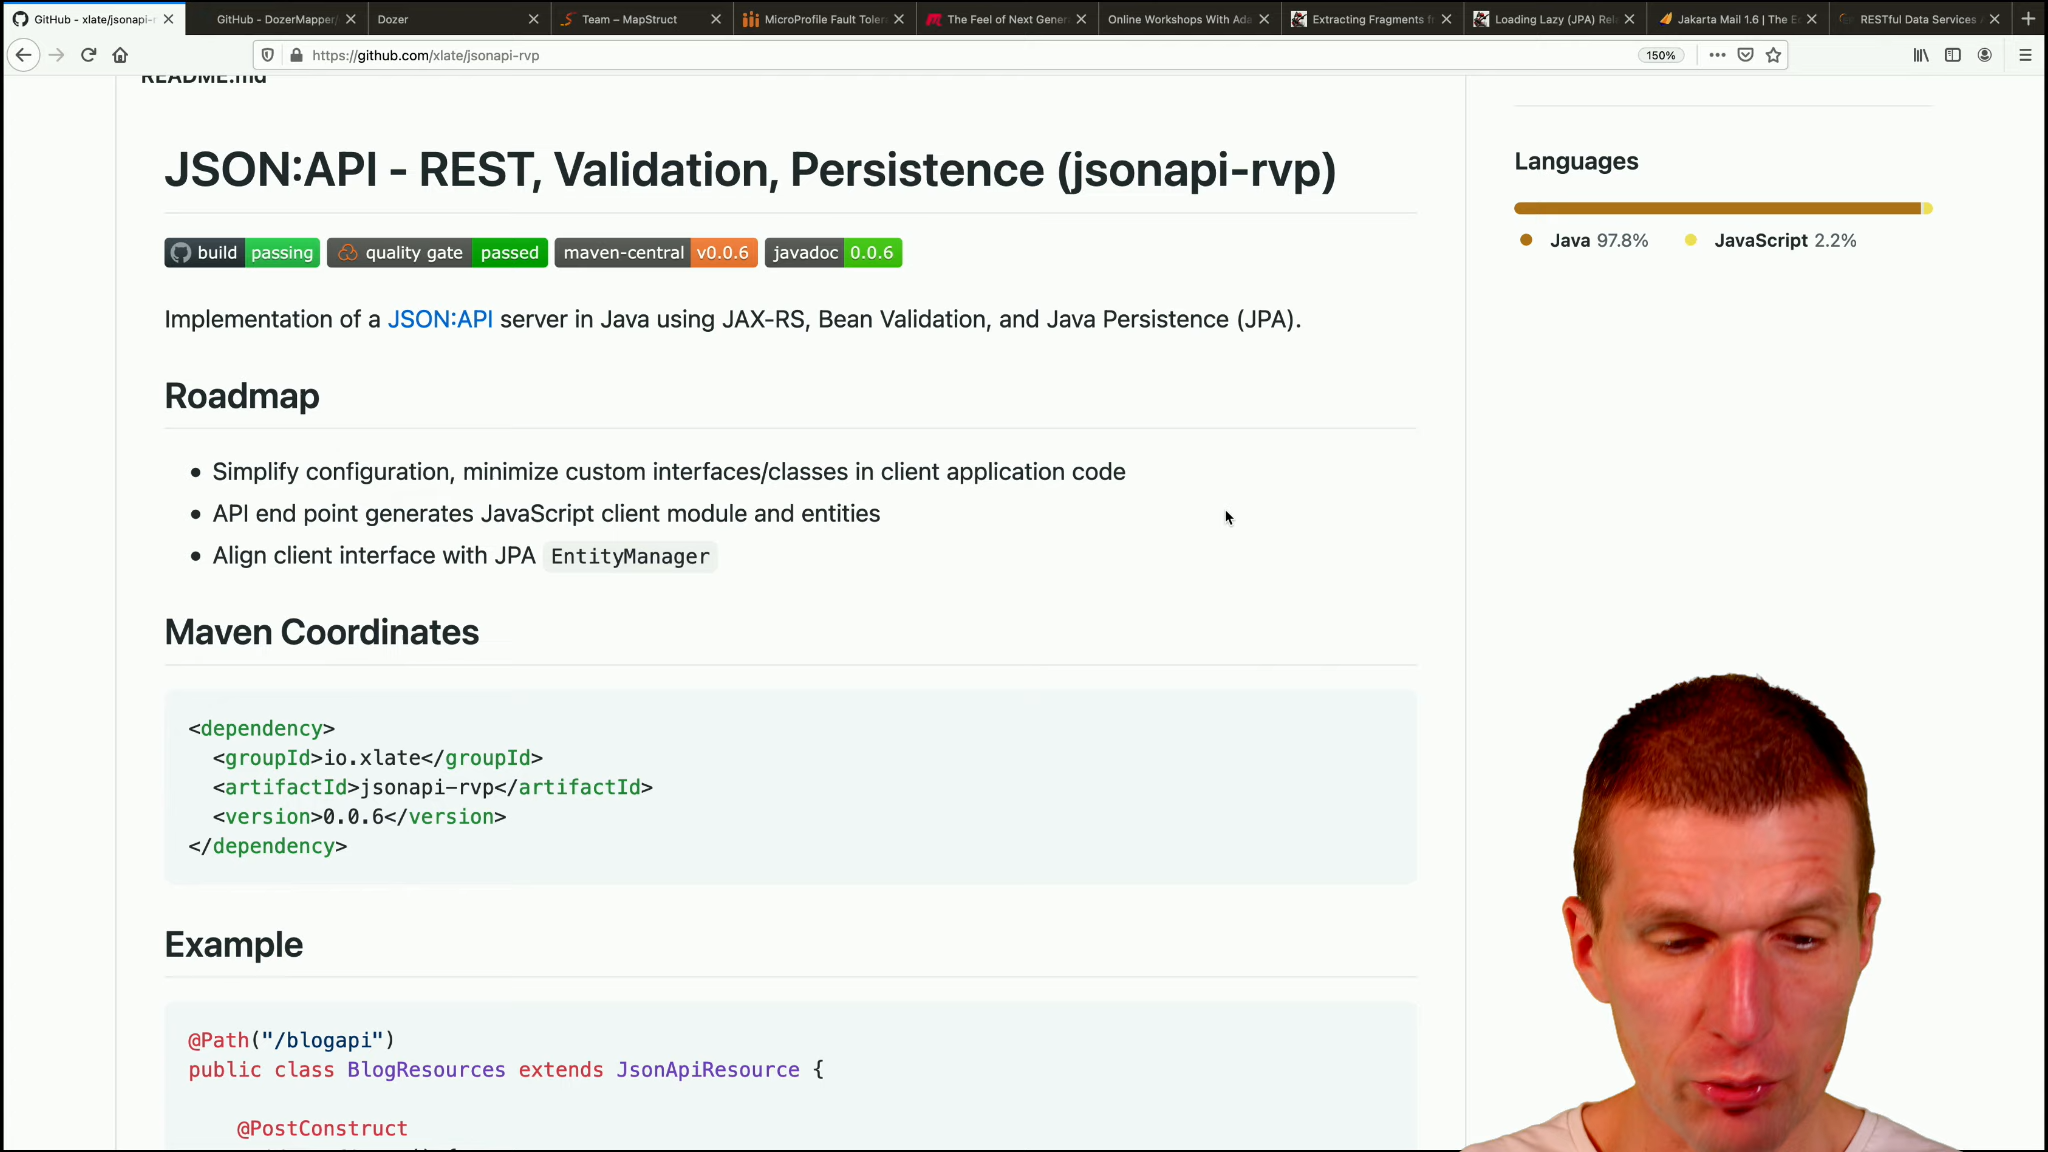 GitHub - xlate/jsonapi-r
GitHub - DozerMapper/
Dozer
Team – MapStruct
MicroProfile Fault Toler
The Feel of Next Gener
Online Workshops With Ada
Extracting Fragments f
Loading Lazy (JPA) Rel
Jakarta Mail 1.6 | The E
RESTful Data Services
https://github.com/xlate/jsonapi-rvp
150%
README.md
JSON:API - REST, Validation, Persistence (jsonapi-rvp)
build passing quality gate passed maven-central v0.0.6 javadoc 0.0.6
Implementation of a JSON:API server in Java using JAX-RS, Bean Validation, and Java Persistence (JPA).
Roadmap
• Simplify configuration, minimize custom interfaces/classes in client application code
• API end point generates JavaScript client module and entities
• Align client interface with JPA EntityManager
Maven Coordinates
<dependency>
<groupId>io.xlate</groupId>
<artifactId>jsonapi-rvp</artifactId>
<version>0.0.6</version>
</dependency>
Example
@Path("/blogapi")
public class BlogResources extends JsonApiResource {
@PostConstruct
Languages
Java 97.8% JavaScript 2.2%